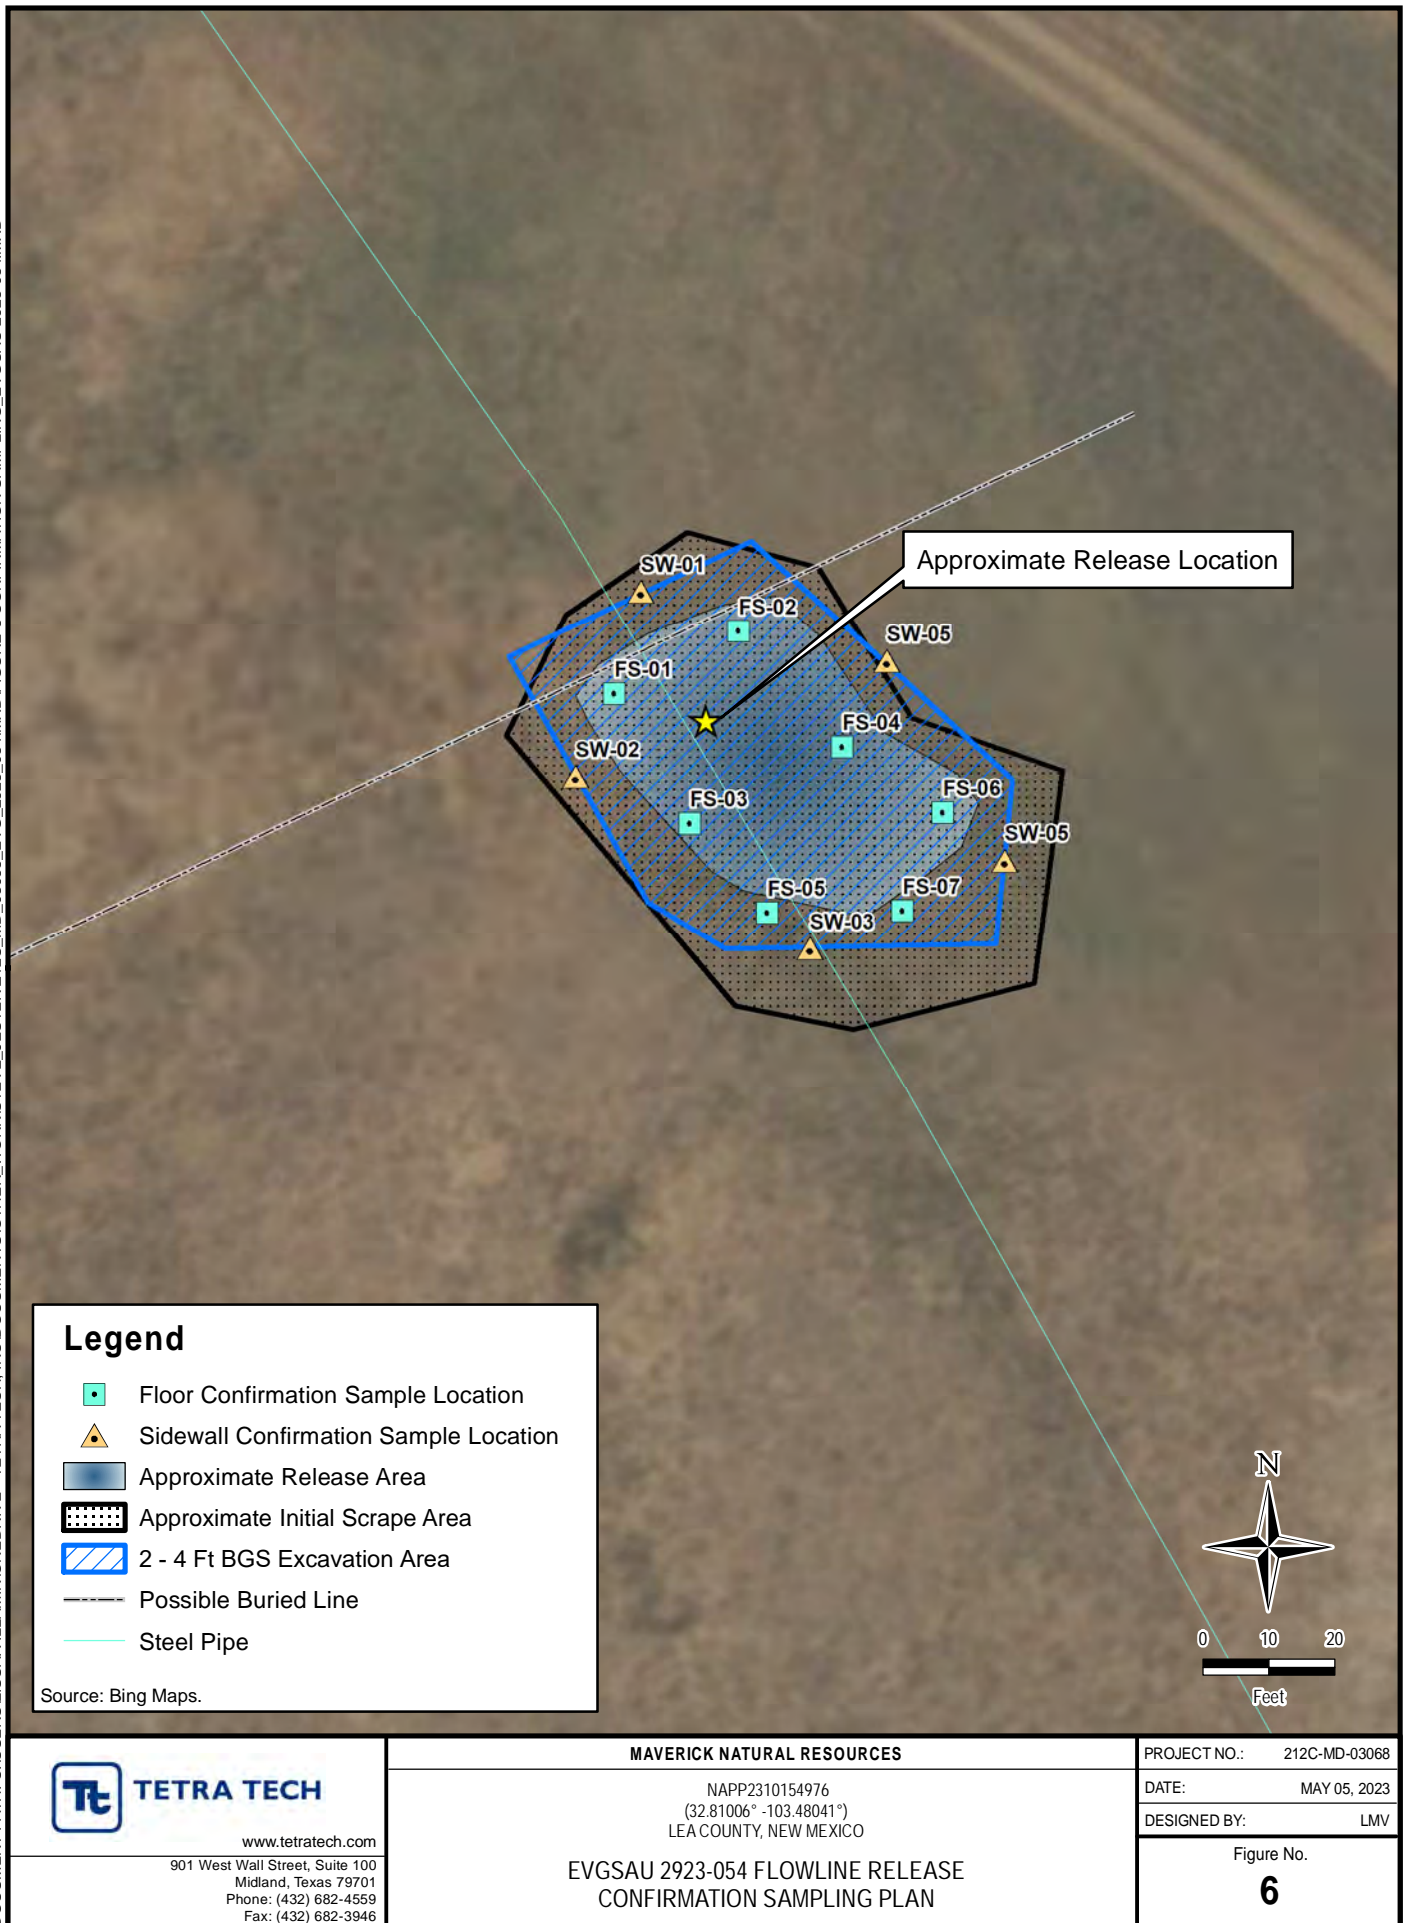 Approximate Release Location
SW-01
FS-02
SW-05
FS-01
FS-04
SW-02
FS-03
FS-06
SW-05
FS-05
FS-07
SW-03
Legend
Floor Confirmation Sample Location
Sidewall Confirmation Sample Location
Approximate Release Area
Approximate Initial Scrape Area
2 - 4 Ft BGS Excavation Area
Possible Buried Line
Steel Pipe
Source: Bing Maps.
N
0 10 20
Feet
Tt TETRA TECH
www.tetratech.com
901 West Wall Street, Suite 100
Midland, Texas 79701
Phone: (432) 682-4559
Fax: (432) 682-3946
MAVERICK NATURAL RESOURCES
NAPP2310154976
(32.81006° -103.48041°)
LEA COUNTY, NEW MEXICO
EVGSAU 2923-054 FLOWLINE RELEASE
CONFIRMATION SAMPLING PLAN
PROJECT NO.: 212C-MD-03068
DATE: MAY 05, 2023
DESIGNED BY: LMV
Figure No.
6